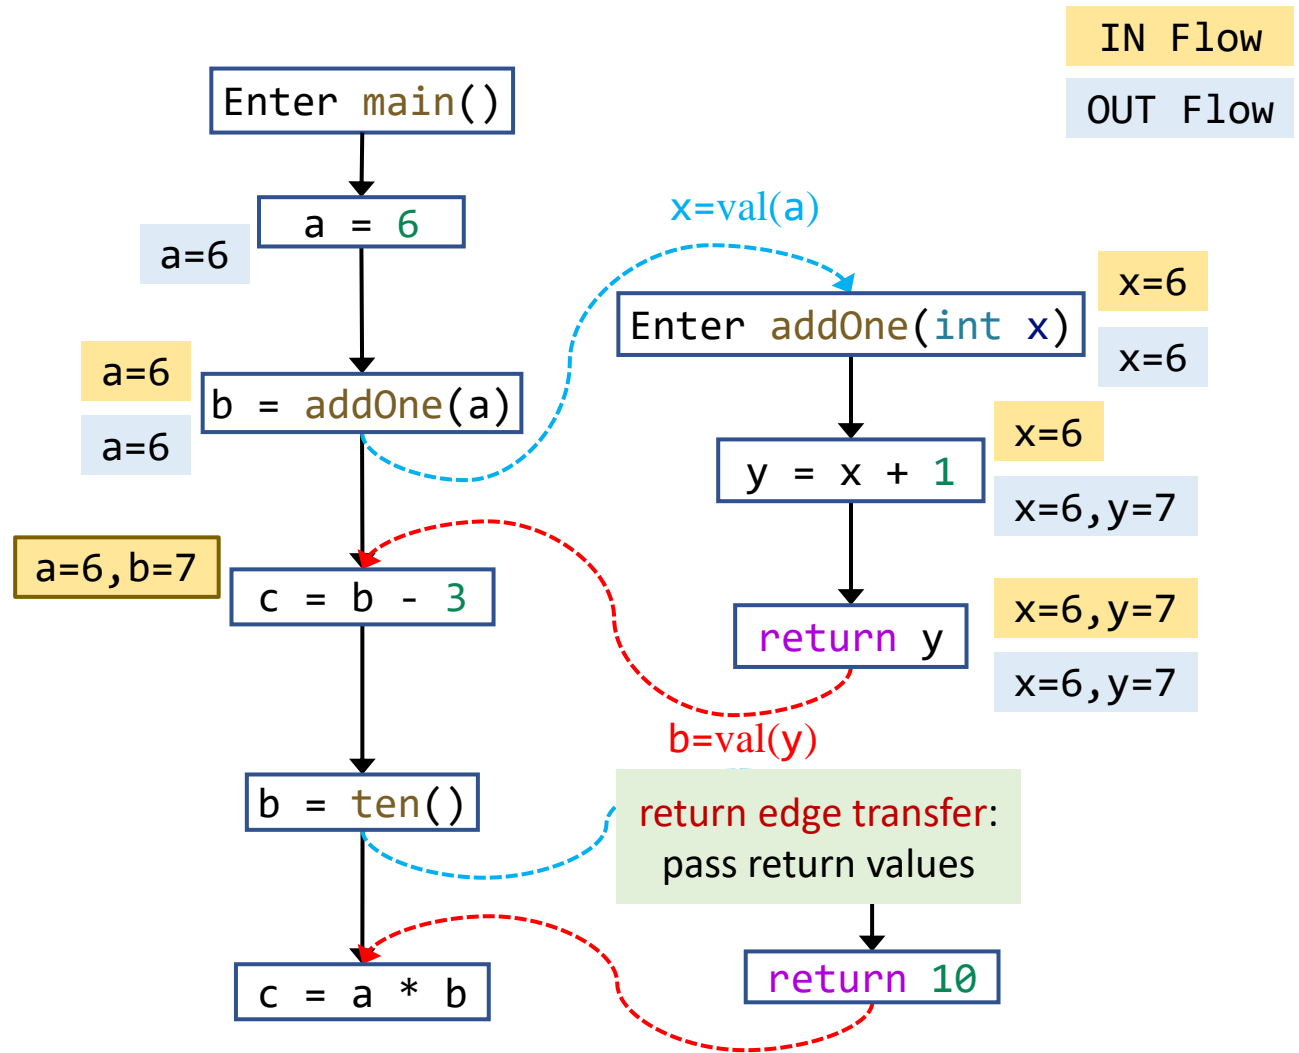 IN Flow
OUT Flow
Enter main()
a = 6
a=6
x=val(a)
Enter addOne(int x)
x=6
x=6
a=6
a=6
b = addOne(a)
y = x + 1
x=6
x=6,y=7
a=6,b=7
c = b - 3
return y
x=6,y=7
x=6,y=7
b=val(y)
b = ten()
return edge transfer:
pass return values
c = a * b
return 10